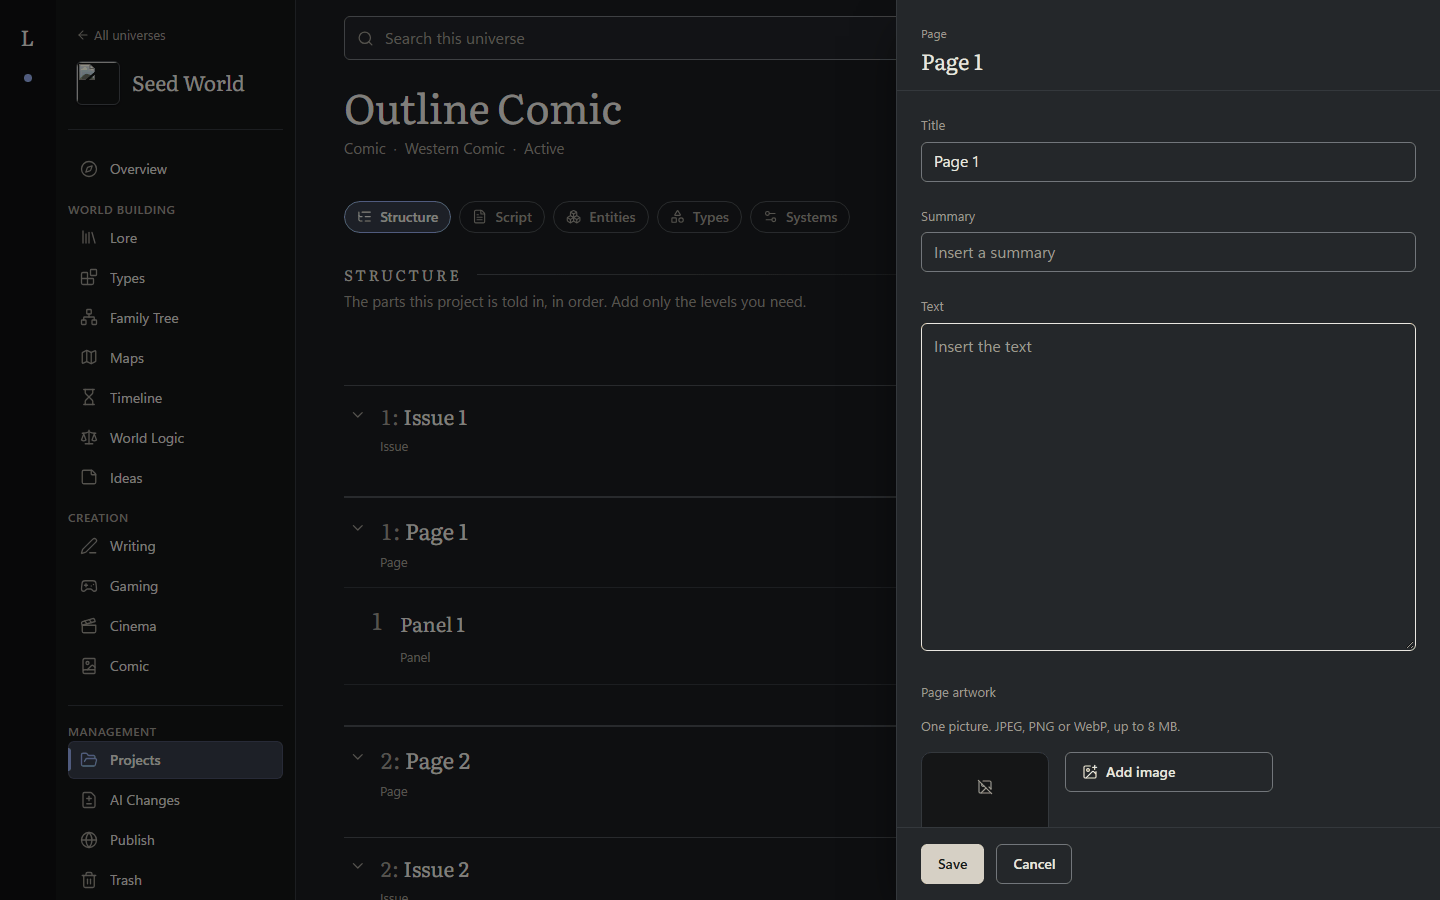 L
All universes
Seed World
Overview
WORLD BUILDING
Lore
Types
Family Tree
Maps
Timeline
World Logic
Ideas
CREATION
Writing
Gaming
Cinema
Comic
MANAGEMENT
Projects
AI Changes
Publish
Trash
Search this universe
Outline Comic
Comic · Western Comic · Active
Structure Script Entities Types Systems
STRUCTURE
The parts this project is told in, in order. Add only the levels you need.
1: Issue 1
Issue
1: Page 1
Page
1 Panel 1
Panel
2: Page 2
Page
2: Issue 2
Issue
Page
Page 1
Title
Page 1
Summary
Insert a summary
Text
Insert the text
Page artwork
One picture. JPEG, PNG or WebP, up to 8 MB.
Add image
Save Cancel